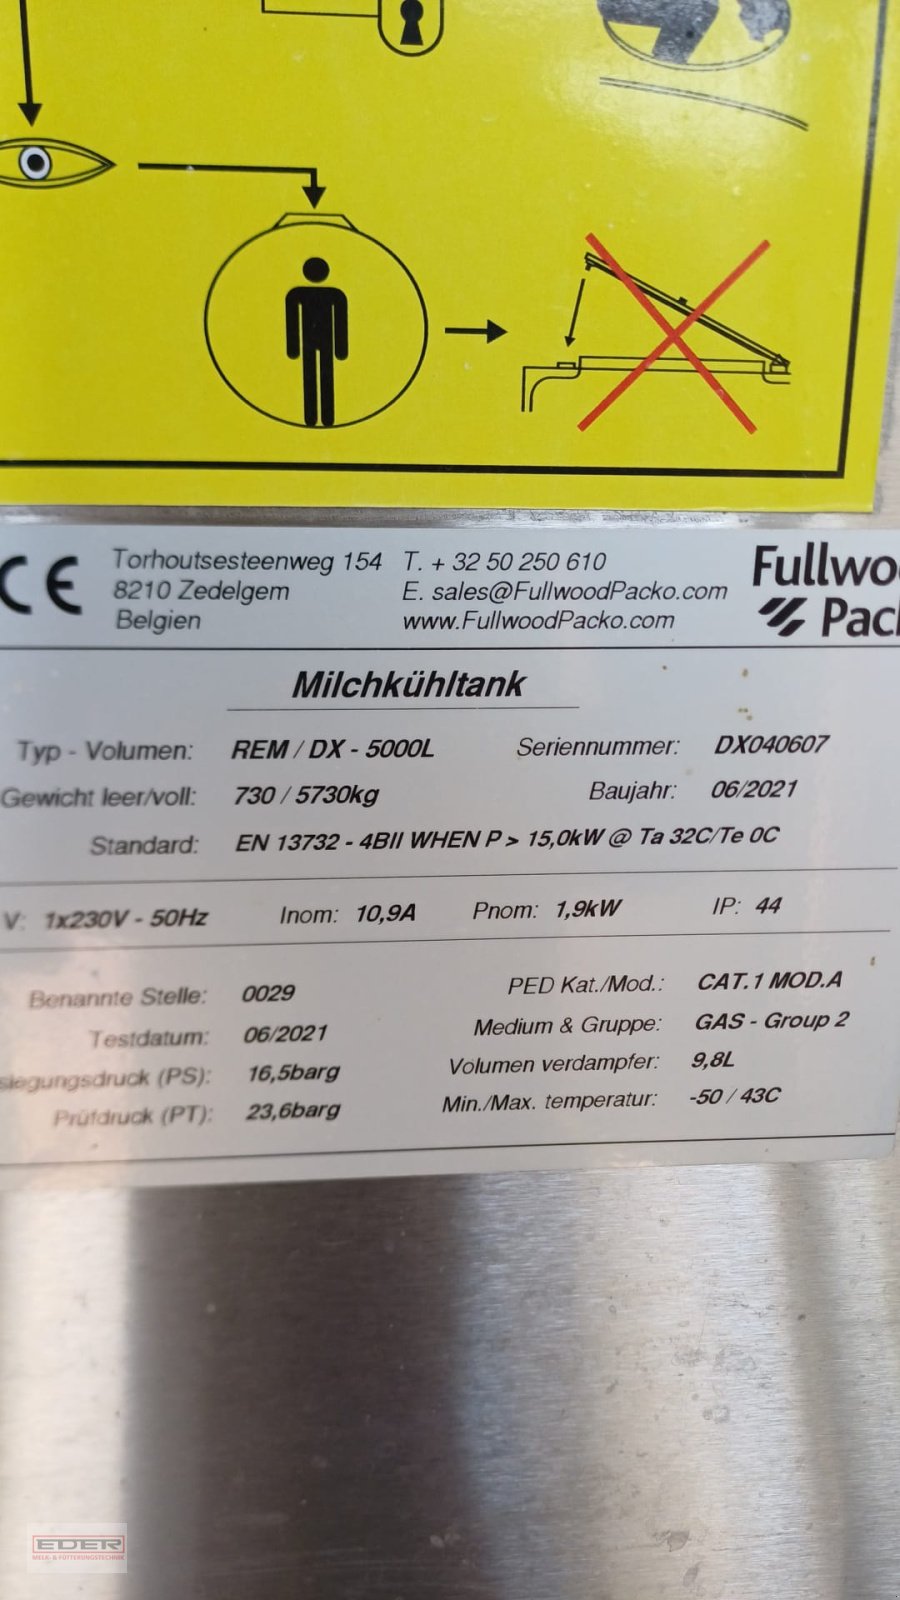 CE Torhoutsesteenweg 154 T. + 32 50 250 610
8210 Zedelgem E. sales@FullwoodPacko.com
Belgien www.FullwoodPacko.com
Milchkühltank
Typ - Volumen: REM / DX - 5000L Seriennummer: DX040607
Gewicht leer/voll: 730 / 5730kg Baujahr: 06/2021
Standard: EN 13732 - 4BII WHEN P > 15,0kW @ Ta 32C/Te 0C
V: 1x230V - 50Hz Inom: 10,9A Pnom: 1,9kW IP: 44
Benannte Stelle: 0029 PED Kat./Mod.: CAT.1 MOD.A
Testdatum: 06/2021 Medium & Gruppe: GAS - Group 2
siegungsdruck (PS): 16,5barg Volumen verdampfer: 9,8L
Prüfdruck (PT): 23,6barg Min./Max. temperatur: -50 / 43C
EDER
MELK- & FÜTTERUNGSTECHNIK